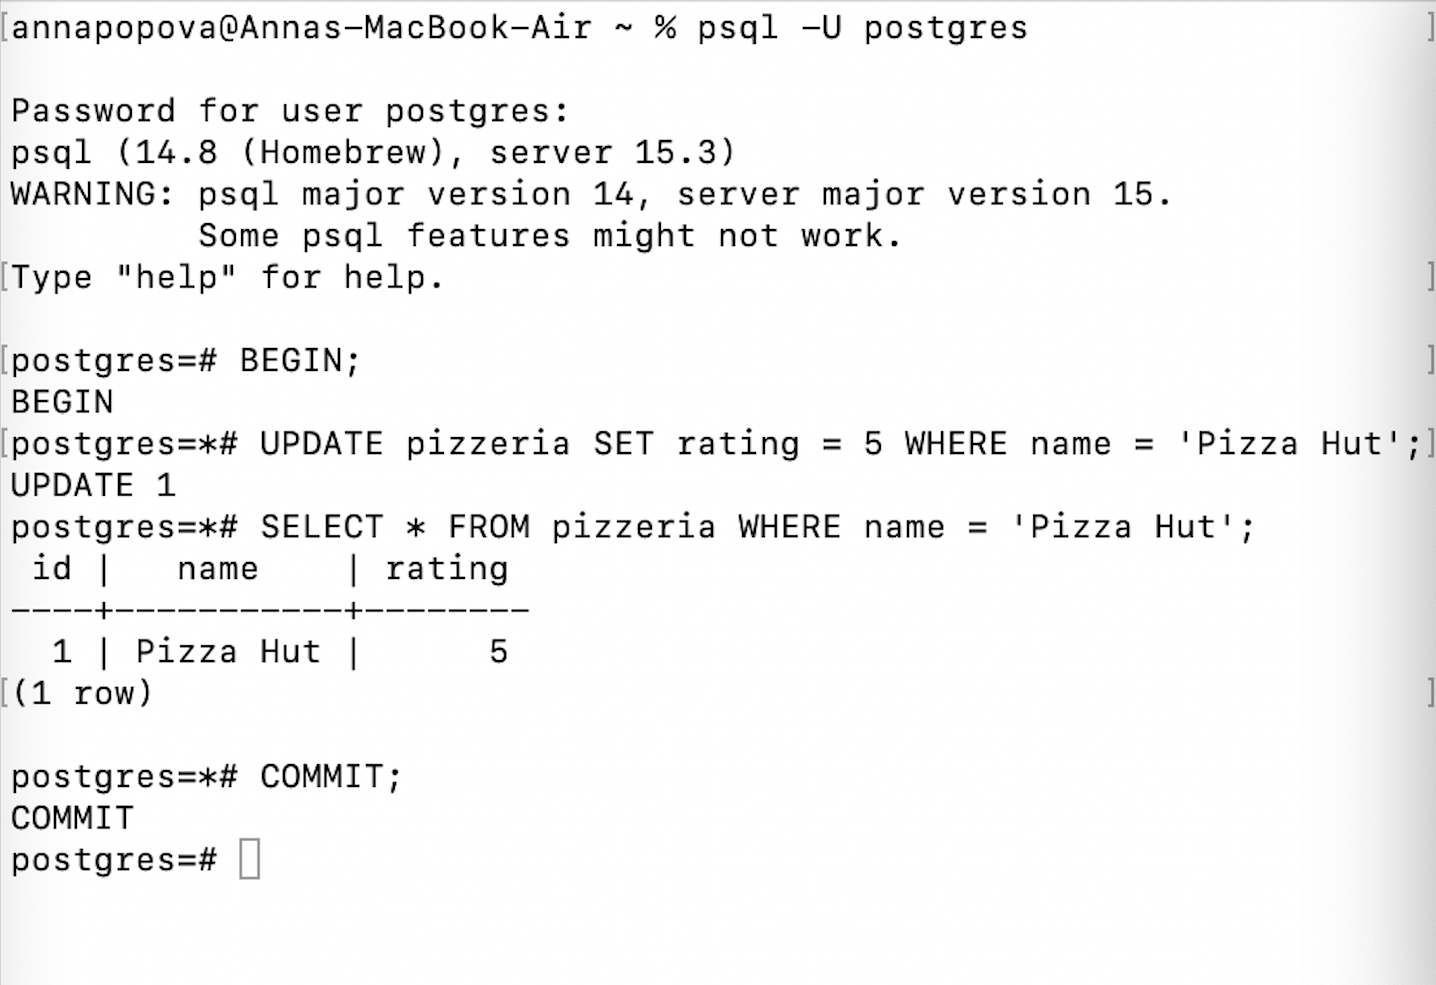 [annapopova@Annas-MacBook-Air ~ % psql -U postgres ]
Password for user postgres:
psql (14.8 (Homebrew), server 15.3)
WARNING: psql major version 14, server major version 15.
         Some psql features might not work.
[Type "help" for help. ]
[postgres=# BEGIN; ]
BEGIN
[postgres=*# UPDATE pizzeria SET rating = 5 WHERE name = 'Pizza Hut';]
UPDATE 1
postgres=*# SELECT * FROM pizzeria WHERE name = 'Pizza Hut';
 id |   name    | rating
----+-----------+--------
  1 | Pizza Hut |      5
[(1 row) ]
postgres=*# COMMIT;
COMMIT
postgres=#